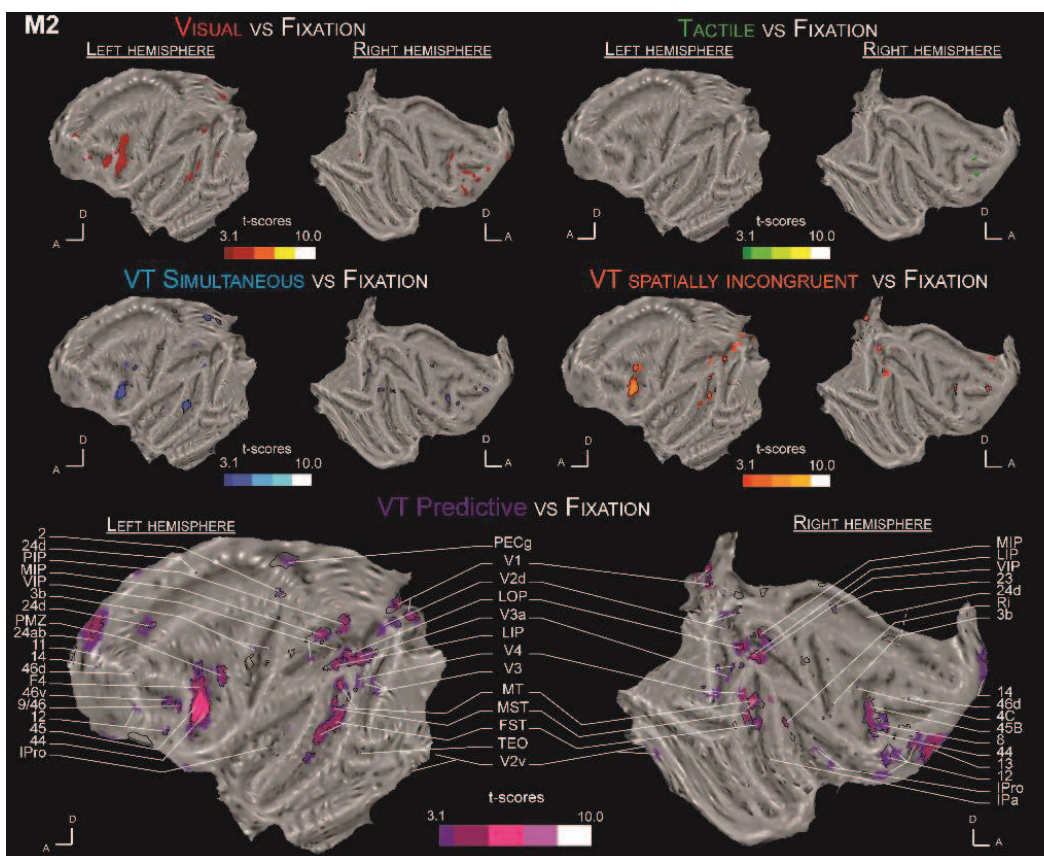 M2
VISUAL VS FIXATION
LEFT HEMISPHERE
RIGHT HEMISPHERE
D
A
D
A
t-scores
3.1 10.0
TACTILE VS FIXATION
LEFT HEMISPHERE
RIGHT HEMISPHERE
D
A
D
A
t-scores
3.1 10.0
VT SIMULTANEOUS VS FIXATION
D
A
D
A
t-scores
3.1 10.0
VT SPATIALLY INCONGRUENT VS FIXATION
D
A
D
A
t-scores
3.1 10.0
VT Predictive VS FIXATION
LEFT HEMISPHERE
2
24d
PIP
MIP
VIP
3b
24d
PMZ
24ab
11
14
46d
F4
46v
9/46
12
45
44
IPro
PECg
V1
V2d
LOP
V3a
LIP
V4
V3
MT
MST
FST
TEO
V2v
RIGHT HEMISPHERE
MIP
LIP
VIP
23
24d
RI
3b
14
46d
4C
45B
8
44
13
12
IPro
IPa
D
A
t-scores
3.1 10.0
D
A